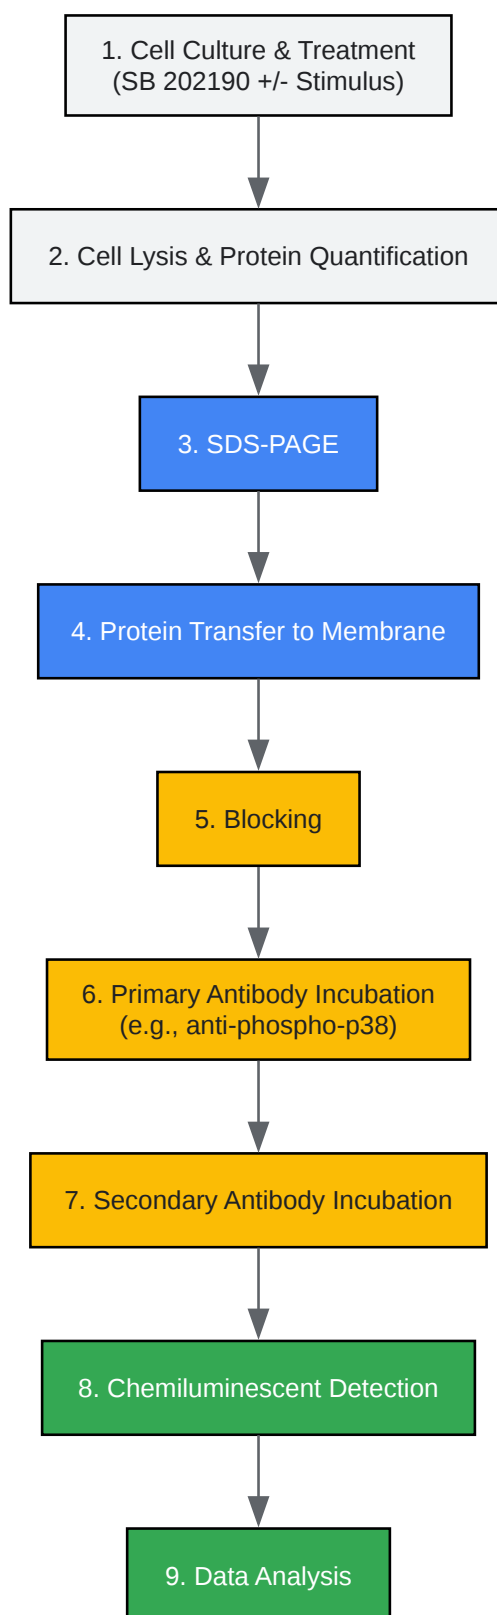 1. Cell Culture & Treatment
(SB 202190 +/- Stimulus)
2. Cell Lysis & Protein Quantification
3. SDS-PAGE
4. Protein Transfer to Membrane
5. Blocking
6. Primary Antibody Incubation
(e.g., anti-phospho-p38)
7. Secondary Antibody Incubation
8. Chemiluminescent Detection
9. Data Analysis